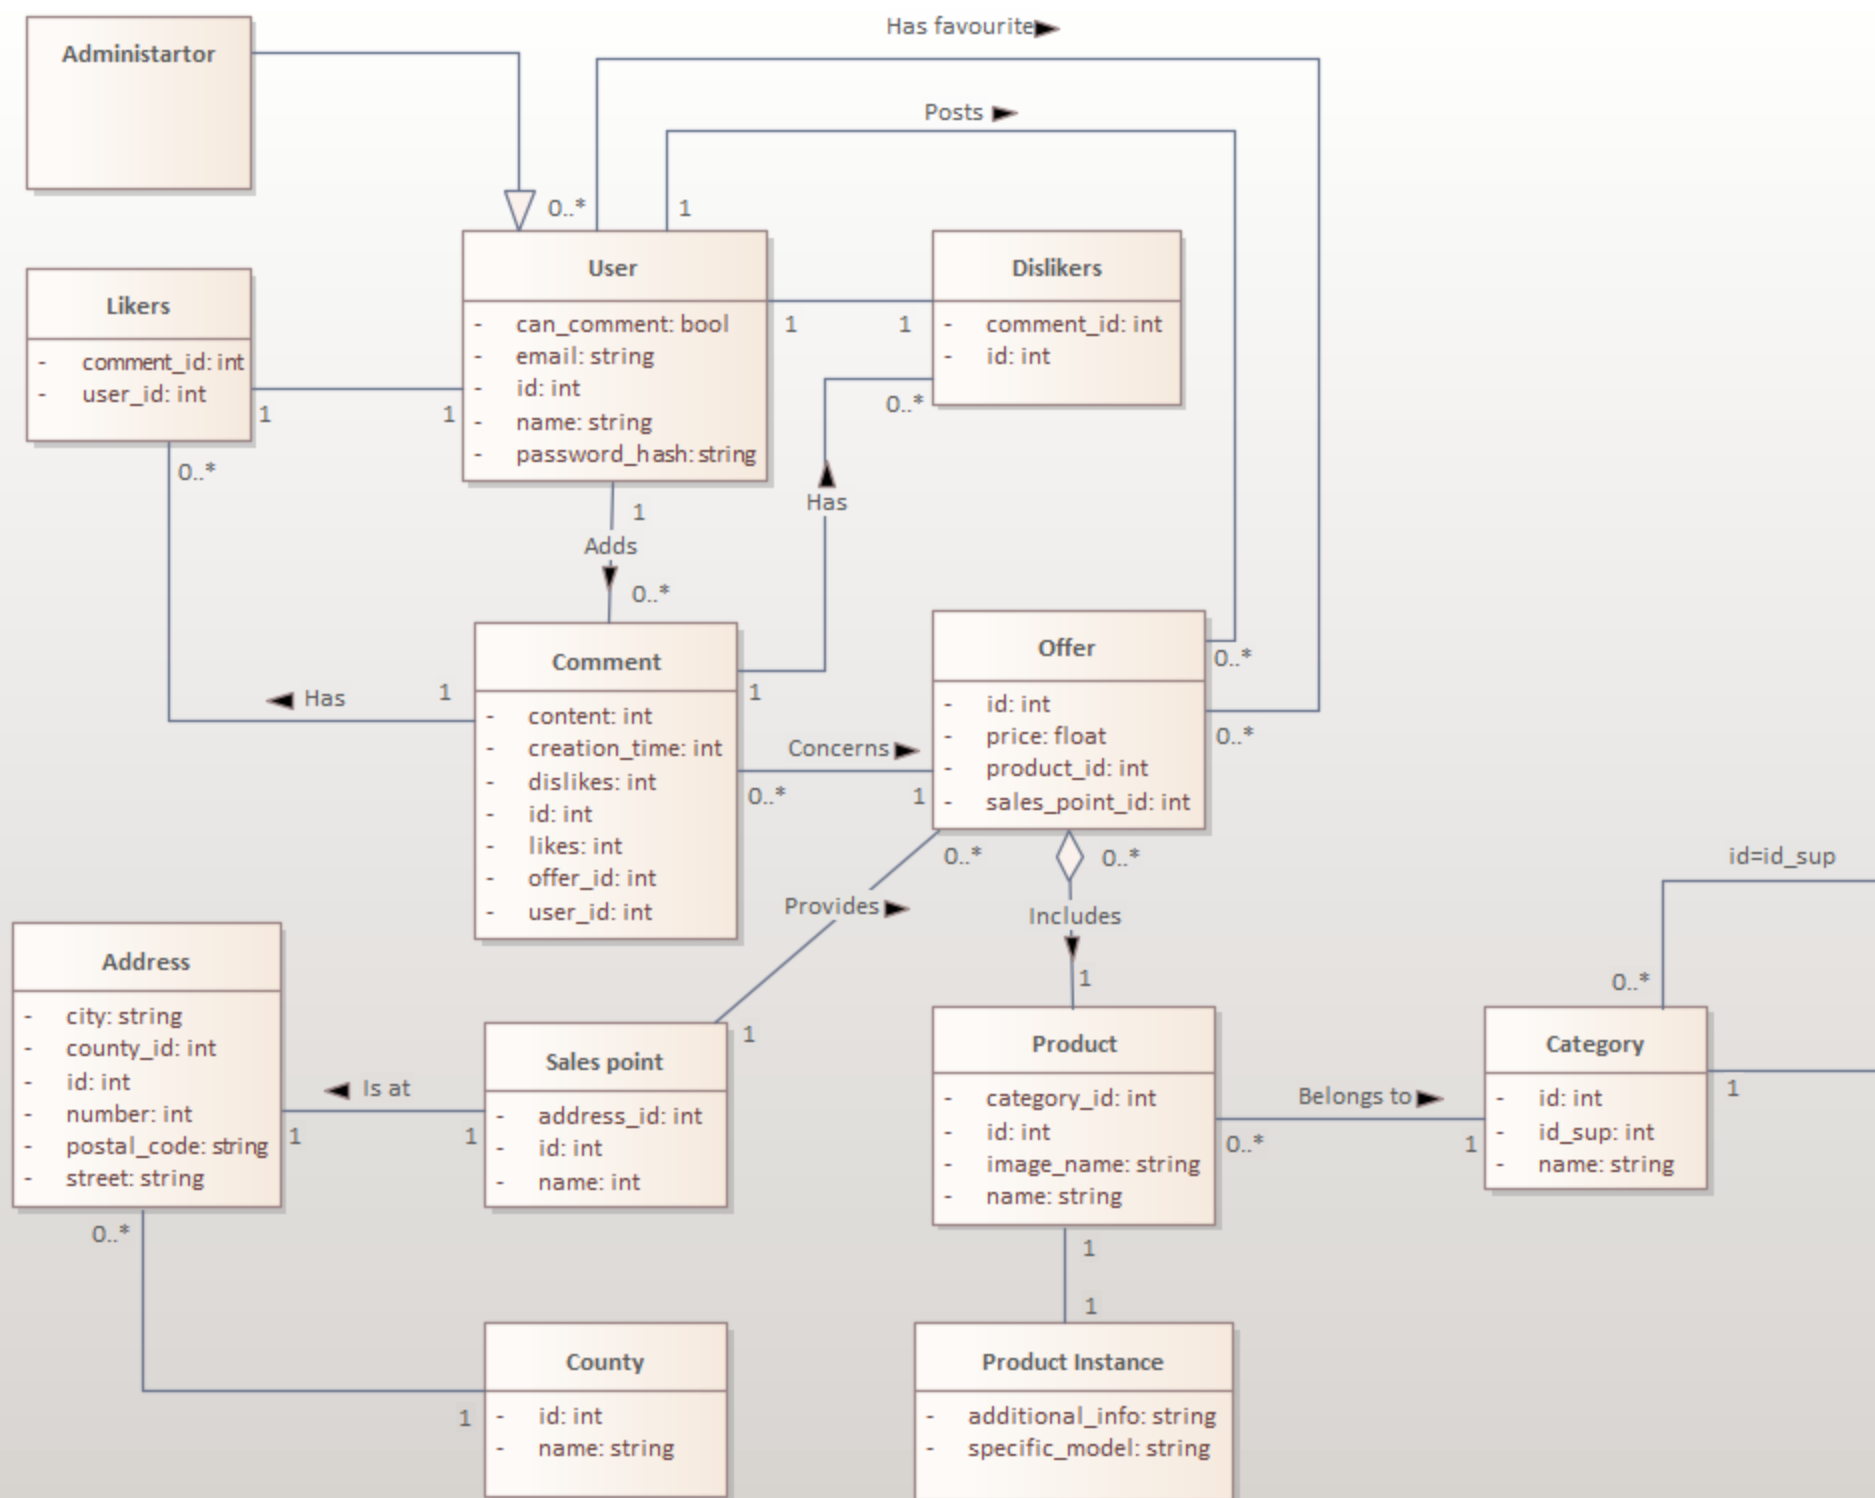 Has favourite
Administartor
Posts
0..*
1
User
- can_comment: bool
- email: string
- id: int
- name: string
- password_hash: string
Dislikers
- comment_id: int
- id: int
Likers
- comment_id: int
- user_id: int
1
1
1
1
0..*
0..*
Has
1
Adds
0..*
Comment
- content: int
- creation_time: int
- dislikes: int
- id: int
- likes: int
- offer_id: int
- user_id: int
Offer
- id: int
- price: float
- product_id: int
- sales_point_id: int
0..*
0..*
Has
1
1
Concerns
0..*
1
0..*
0..*
Provides
Includes
1
1
id=id_sup
0..*
Address
- city: string
- county_id: int
- id: int
- number: int
- postal_code: string
- street: string
Is at
1
1
Sales point
- address_id: int
- id: int
- name: int
Product
- category_id: int
- id: int
- image_name: string
- name: string
Belongs to
0..*
1
Category
- id: int
- id_sup: int
- name: string
1
0..*
1
1
1
County
- id: int
- name: string
Product Instance
- additional_info: string
- specific_model: string